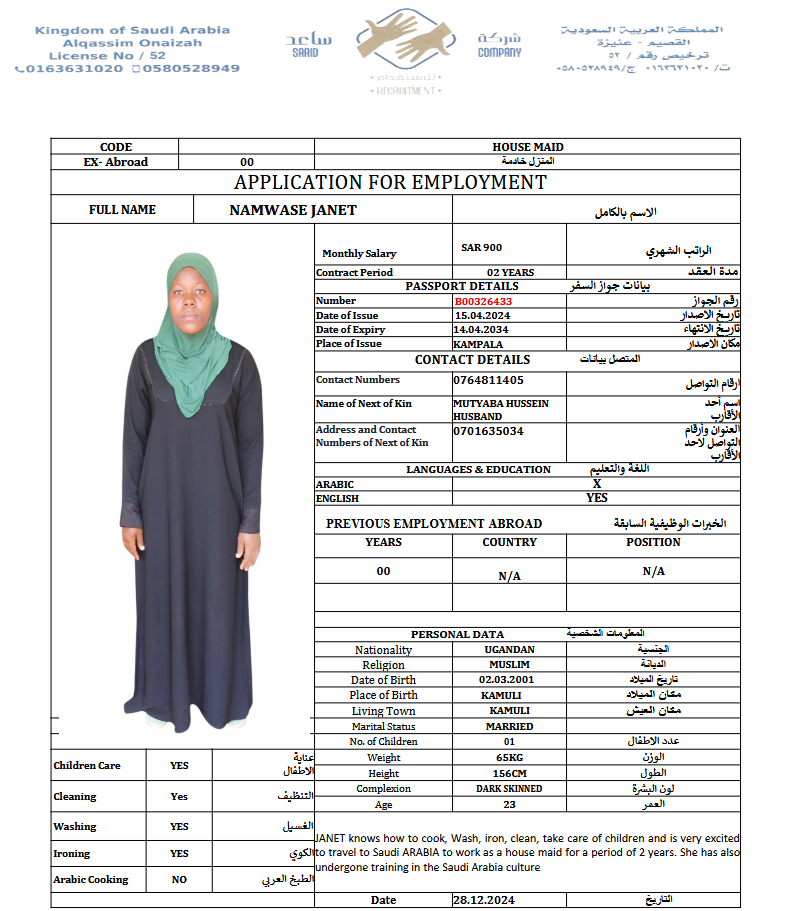 Kingdom of Saudi Arabia
Alqassim Onaizah
License No / 52
0163631020 0580528949
ساعد
SAAID
شركة
COMPANY
للاستقدام
RECRUITMENT
المملكة العربية السعودية
القصيم - عنيزة
ترخيص رقم / ٥٢
ت/ ٠١٦٣٦٣١٠٢٠ ج/ ٠٥٨٠٥٢٨٩٤٩
CODE HOUSE MAID
EX- Abroad 00 المنزل خادمة
APPLICATION FOR EMPLOYMENT
FULL NAME NAMWASE JANET الاسم بالكامل
Monthly Salary SAR 900 الراتب الشهري
Contract Period 02 YEARS مدة العقد
PASSPORT DETAILS بيانات جواز السفر
Number B00326433 رقم الجواز
Date of Issue 15.04.2024 تاريخ الاصدار
Date of Expiry 14.04.2034 تاريخ الانتهاء
Place of Issue KAMPALA مكان الاصدار
CONTACT DETAILS المتصل بيانات
Contact Numbers 0764811405 ارقام التواصل
Name of Next of Kin MUTYABA HUSSEIN HUSBAND اسم أحد الأقارب
Address and Contact Numbers of Next of Kin 0701635034 العنوان وأرقام التواصل لاحد الأقارب
LANGUAGES & EDUCATION اللغة والتعليم
ARABIC X
ENGLISH YES
PREVIOUS EMPLOYMENT ABROAD الخبرات الوظيفية السابقة
YEARS COUNTRY POSITION
00 N/A N/A
PERSONAL DATA المعلومات الشخصية
Nationality UGANDAN الجنسية
Religion MUSLIM الديانة
Date of Birth 02.03.2001 تاريخ الميلاد
Place of Birth KAMULI مكان الميلاد
Living Town KAMULI مكان العيش
Marital Status MARRIED
No. of Children 01 عدد الاطفال
Weight 65KG الوزن
Height 156CM الطول
Complexion DARK SKINNED لون البشرة
Age 23 العمر
Children Care YES عناية الاطفال
Cleaning Yes التنظيف
Washing YES الغسيل
Ironing YES الكوي
Arabic Cooking NO الطبخ العربي
JANET knows how to cook, Wash, iron, clean, take care of children and is very excited
to travel to Saudi ARABIA to work as a house maid for a period of 2 years. She has also
undergone training in the Saudi Arabia culture
Date 28.12.2024 التاريخ